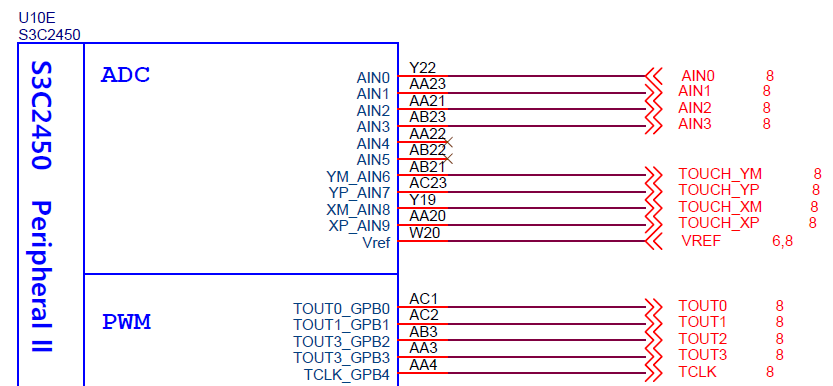 U10E
S3C2450
S3C2450 Peripheral II
ADC
AIN0 Y22 AIN0 8
AIN1 AA23 AIN1 8
AIN2 AA21 AIN2 8
AIN3 AB23 AIN3 8
AIN4 AA22
AIN5 AB22
YM_AIN6 AB21 TOUCH_YM 8
YP_AIN7 AC23 TOUCH_YP 8
XM_AIN8 Y19 TOUCH_XM 8
XP_AIN9 AA20 TOUCH_XP 8
Vref W20 VREF 6,8
PWM
TOUT0_GPB0 AC1 TOUT0 8
TOUT1_GPB1 AC2 TOUT1 8
TOUT3_GPB2 AB3 TOUT2 8
TOUT3_GPB3 AA3 TOUT3 8
TCLK_GPB4 AA4 TCLK 8